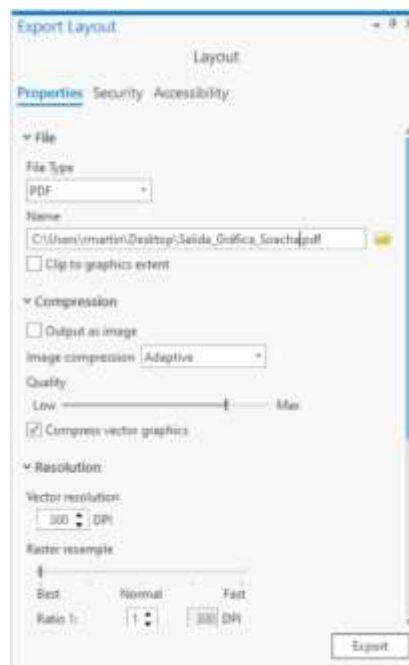 Export Layout
Layout
Properties Security Accessibility
File
File Type
PDF
Name
C:\Users\rmartin\Desktop\Salida_Gráfica_Soacha.pdf
Clip to graphics extent
Compression
Output as image
Image compression Adaptive
Quality
Low Max
Compress vector graphics
Resolution
Vector resolution
300 DPI
Raster resample
Best Normal Fast
Ratio 1: 1 300 DPI
Export